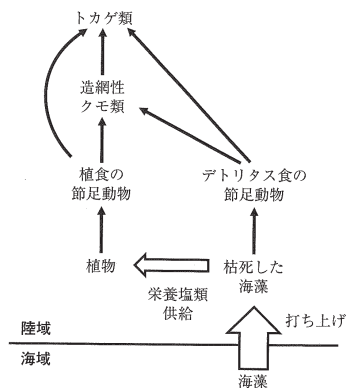 トカゲ類
造網性
クモ類
植食の
節足動物
デトリタス食の
節足動物
植物
枯死した
海藻
栄養塩類
供給
打ち上げ
陸域
海域
海藻